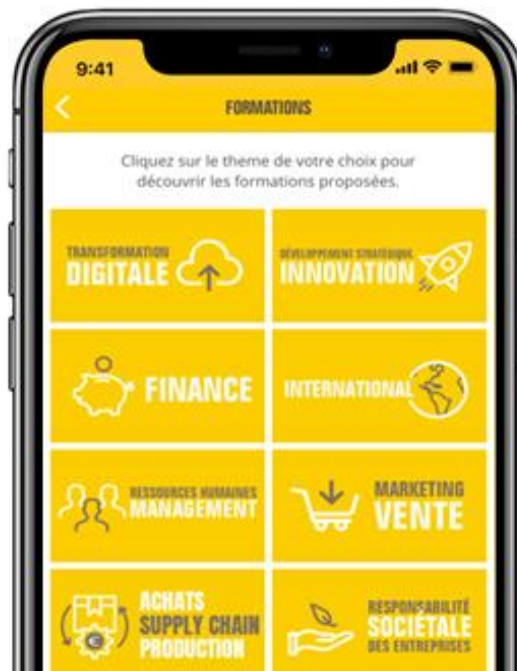 9:41
FORMATIONS
Cliquez sur le theme de votre choix pour
découvrir les formations proposées.
TRANSFORMATION
DIGITALE
DÉVELOPPEMENT STRATÉGIQUE
INNOVATION
FINANCE
INTERNATIONAL
RESSOURCES HUMAINES
MANAGEMENT
MARKETING
VENTE
ACHATS
SUPPLY CHAIN
PRODUCTION
RESPONSABILITÉ
SOCIÉTALE
DES ENTREPRISES